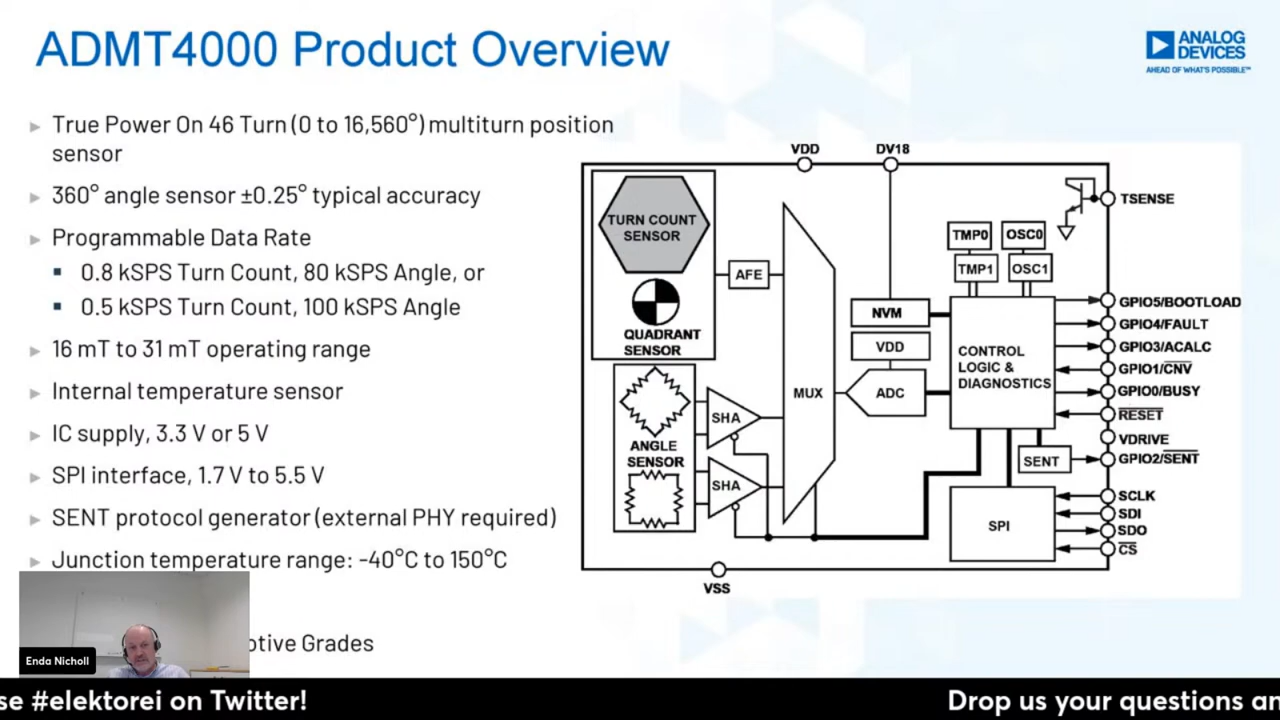 ADMT4000 Product Overview
ANALOG
DEVICES
AHEAD OF WHAT'S POSSIBLE™
True Power On 46 Turn (0 to 16,560°) multiturn position
sensor
360° angle sensor ±0.25° typical accuracy
Programmable Data Rate
0.8 kSPS Turn Count, 80 kSPS Angle, or
0.5 kSPS Turn Count, 100 kSPS Angle
16 mT to 31 mT operating range
Internal temperature sensor
IC supply, 3.3 V or 5 V
SPI interface, 1.7 V to 5.5 V
SENT protocol generator (external PHY required)
Junction temperature range: -40°C to 150°C
Grades
VDD
DV18
TURN COUNT
SENSOR
QUADRANT
SENSOR
AFE
ANGLE
SENSOR
SHA
SHA
MUX
NVM
VDD
ADC
TMP0
OSC0
TMP1
OSC1
CONTROL
LOGIC &
DIAGNOSTICS
SENT
SPI
TSENSE
GPIO5/BOOTLOAD
GPIO4/FAULT
GPIO3/ACALC
GPIO1/CNV
GPIO0/BUSY
RESET
VDRIVE
GPIO2/SENT
SCLK
SDI
SDO
CS
VSS
Enda Nicholl
se #elektorei on Twitter!
Drop us your questions an